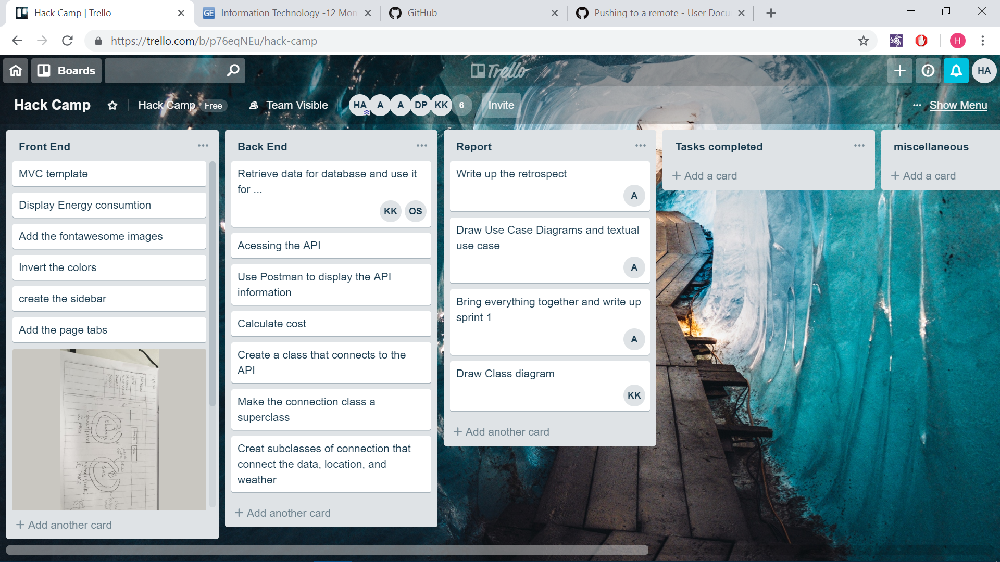 Hack Camp | Trello
Information Technology -12 Mon
GitHub
Pushing to a remote - User Docu
https://trello.com/b/p76eqNEu/hack-camp
H
Boards
Trello
HA
Hack Camp
Hack Camp Free
Team Visible
HA A A DP KK 6
Invite
... Show Menu
Front End
MVC template
Display Energy consumtion
Add the fontawesome images
Invert the colors
create the sidebar
Add the page tabs
ELECTRICITY
£ PRICE
GAS
£ PRICE
+ Add another card
Back End
Retrieve data for database and use it
for ...
KK OS
Acessing the API
Use Postman to display the API
information
Calculate cost
Create a class that connects to the
API
Make the connection class a
superclass
Creat subclasses of connection that
connect the data, location, and
weather
+ Add another card
Report
Write up the retrospect
A
Draw Use Case Diagrams and textual
use case
A
Bring everything together and write up
sprint 1
A
Draw Class diagram
KK
+ Add another card
Tasks completed
+ Add a card
miscellaneous
+ Add a card